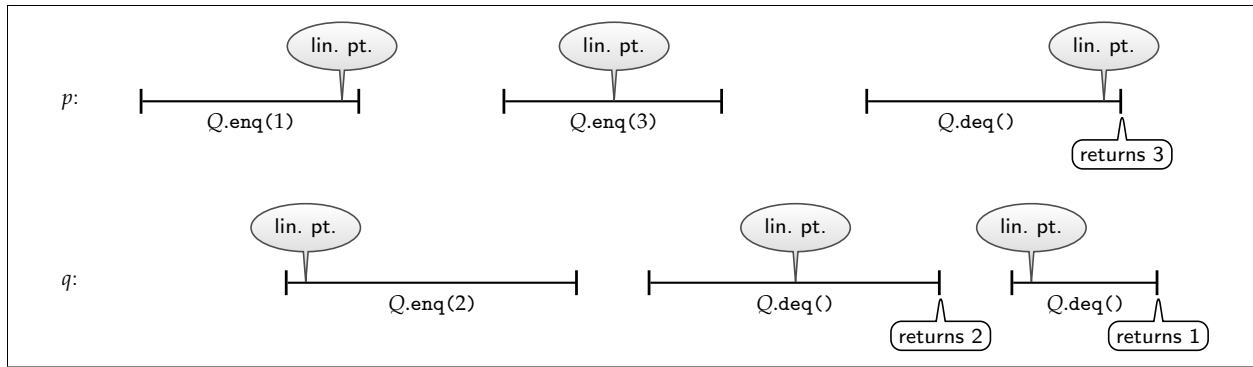 lin. pt. lin. pt. lin. pt.
p:
Q.enq(1) Q.enq(3) Q.deq()
returns 3
lin. pt. lin. pt. lin. pt.
q:
Q.enq(2) Q.deq() Q.deq()
returns 2 returns 1